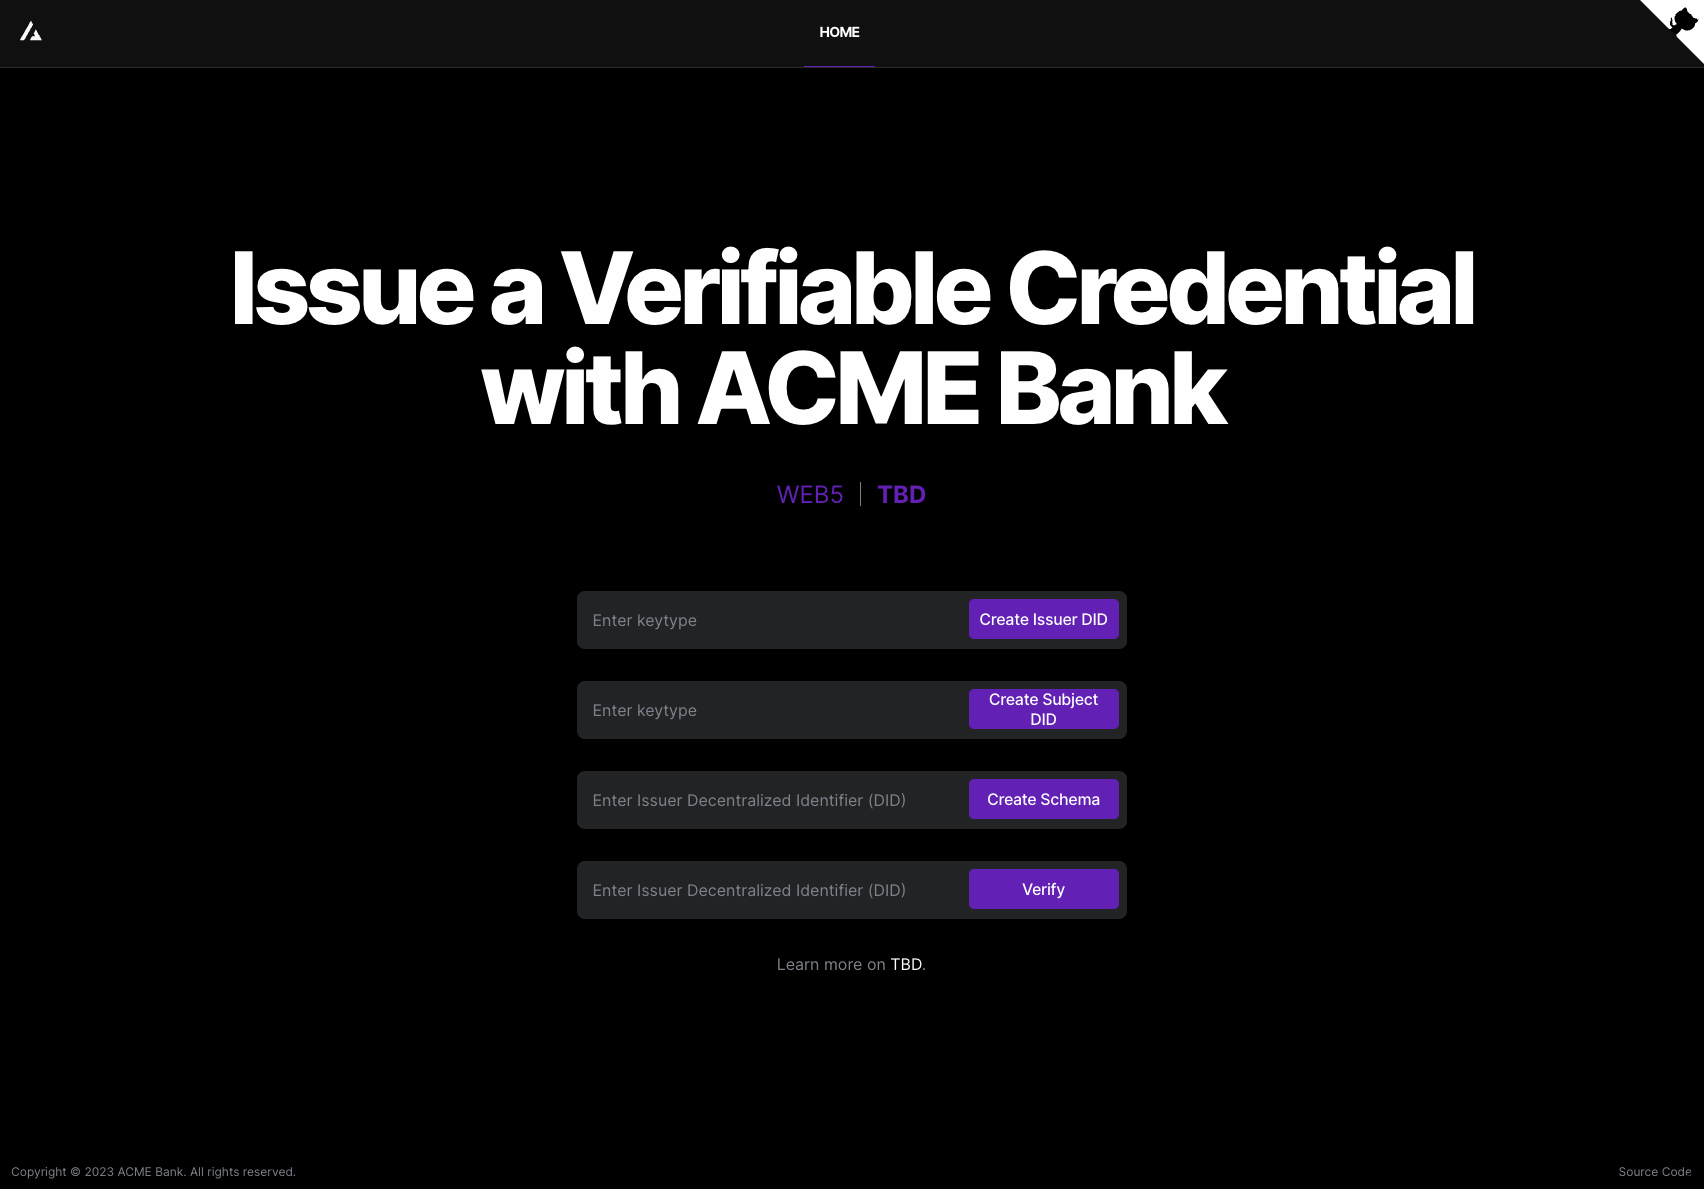 HOME
Issue a Verifiable Credential
with ACME Bank
WEB5 | TBD
Enter keytype
Create Issuer DID
Enter keytype
Create Subject
DID
Enter Issuer Decentralized Identifier (DID)
Create Schema
Enter Issuer Decentralized Identifier (DID)
Verify
Learn more on TBD.
Copyright © 2023 ACME Bank. All rights reserved.
Source Code